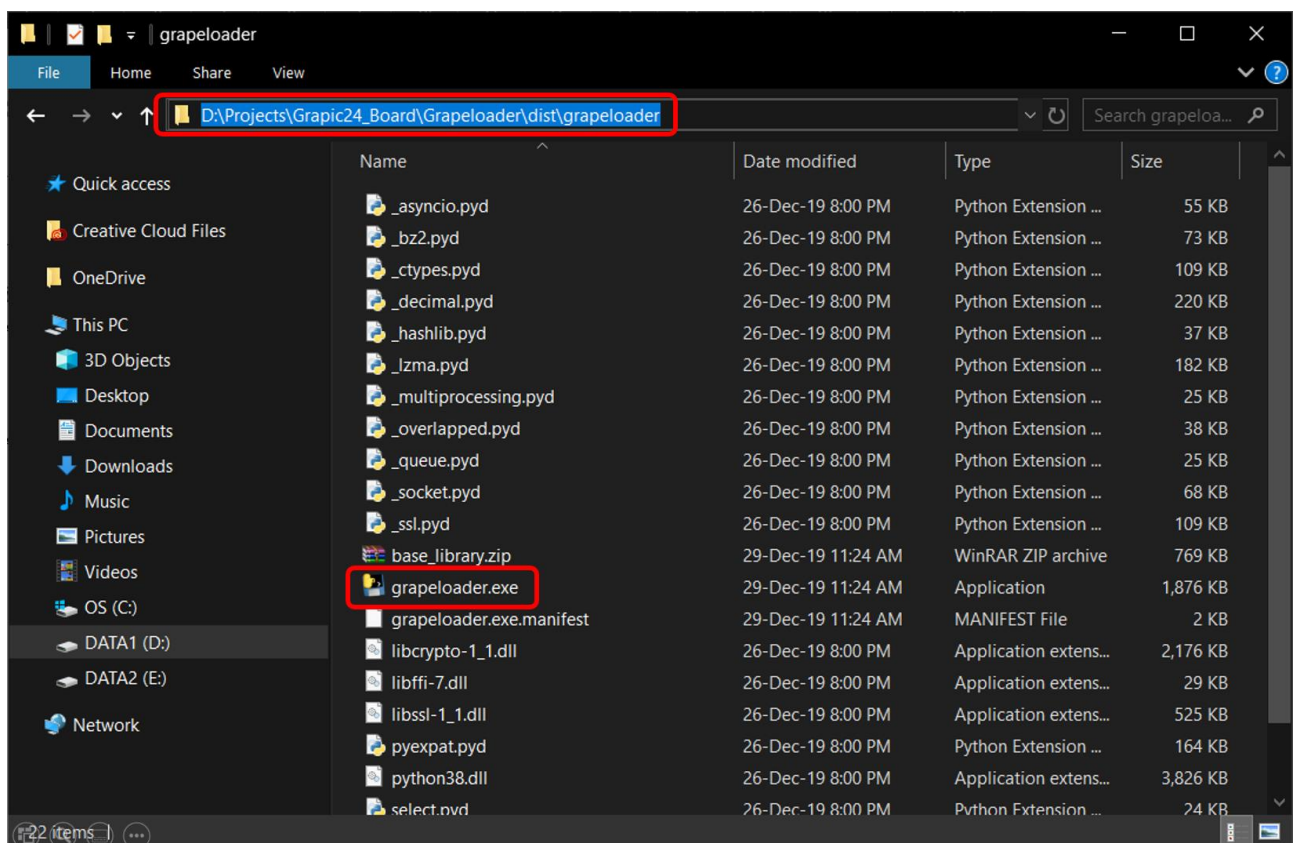 grapeloader
File Home Share View
D:\Projects\Grapic24_Board\Grapeloader\dist\grapeloader
Search grapeloa...
Name Date modified Type Size
Quick access
Creative Cloud Files
OneDrive
This PC
3D Objects
Desktop
Documents
Downloads
Music
Pictures
Videos
OS (C:)
DATA1 (D:)
DATA2 (E:)
Network
_asyncio.pyd 26-Dec-19 8:00 PM Python Extension ... 55 KB
_bz2.pyd 26-Dec-19 8:00 PM Python Extension ... 73 KB
_ctypes.pyd 26-Dec-19 8:00 PM Python Extension ... 109 KB
_decimal.pyd 26-Dec-19 8:00 PM Python Extension ... 220 KB
_hashlib.pyd 26-Dec-19 8:00 PM Python Extension ... 37 KB
_lzma.pyd 26-Dec-19 8:00 PM Python Extension ... 182 KB
_multiprocessing.pyd 26-Dec-19 8:00 PM Python Extension ... 25 KB
_overlapped.pyd 26-Dec-19 8:00 PM Python Extension ... 38 KB
_queue.pyd 26-Dec-19 8:00 PM Python Extension ... 25 KB
_socket.pyd 26-Dec-19 8:00 PM Python Extension ... 68 KB
_ssl.pyd 26-Dec-19 8:00 PM Python Extension ... 109 KB
base_library.zip 29-Dec-19 11:24 AM WinRAR ZIP archive 769 KB
grapeloader.exe 29-Dec-19 11:24 AM Application 1,876 KB
grapeloader.exe.manifest 29-Dec-19 11:24 AM MANIFEST File 2 KB
libcrypto-1_1.dll 26-Dec-19 8:00 PM Application extens... 2,176 KB
libffi-7.dll 26-Dec-19 8:00 PM Application extens... 29 KB
libssl-1_1.dll 26-Dec-19 8:00 PM Application extens... 525 KB
pyexpat.pyd 26-Dec-19 8:00 PM Python Extension ... 164 KB
python38.dll 26-Dec-19 8:00 PM Application extens... 3,826 KB
select.pyd 26-Dec-19 8:00 PM Python Extension ... 24 KB
22 items